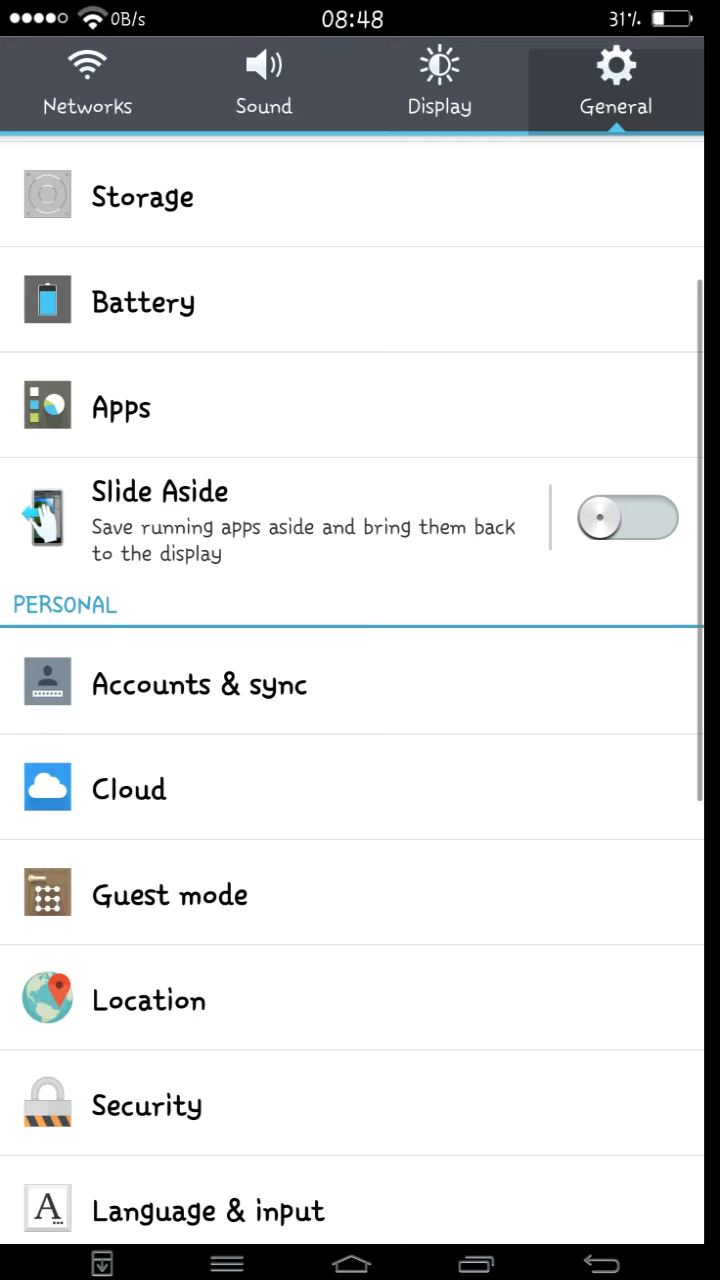 0B/s 08:48 31%
Networks Sound Display General
Storage
Battery
Apps
Slide Aside
Save running apps aside and bring them back
to the display
PERSONAL
Accounts & sync
Cloud
Guest mode
Location
Security
A Language & input